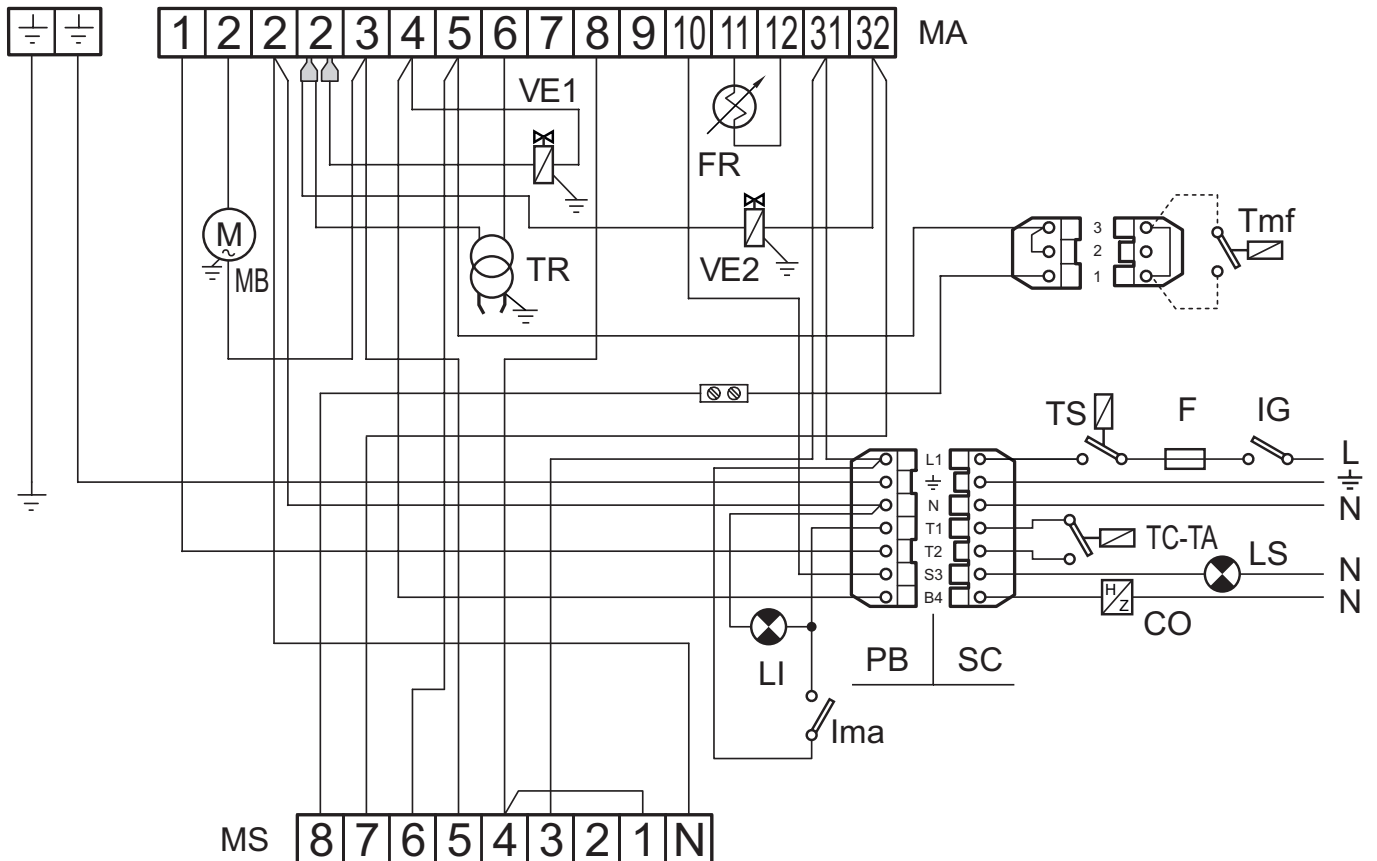 1 2 2 2 3 4 5 6 7 8 9 10 11 12 31 32 MA
VE1
FR
M
~
MB
TR
VE2
3
2
1
Tmf
TS F IG
L1 L
N N
T1
T2 TC-TA
S3 LS N
B4 H/Z N
CO
LI
PB SC
Ima
MS 8 7 6 5 4 3 2 1 N